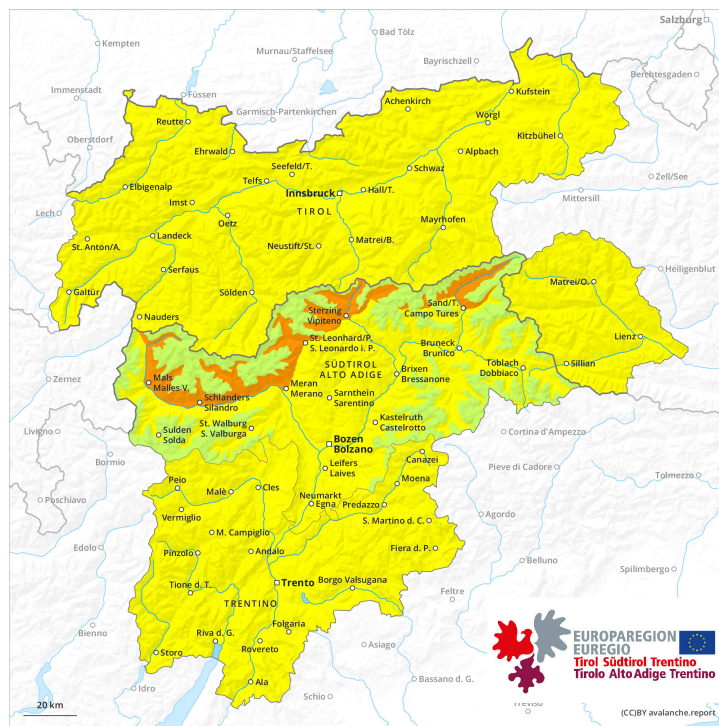 Salzburg
Bad Tölz
Kempten
Murnau/Staffelsee
Bayrischzell
Berchtesgaden
Immenstadt
Füssen
Garmisch-Partenkirchen
Achenkirch
Kufstein
Oberstdorf
Reutte
Wörgl
Kitzbühel
Ehrwald
Alpbach
Seefeld/T.
Schwaz
Zell/See
Telfs
Elbigenalp
Innsbruck
Hall/T.
Mittersill
Lech
Imst
TIROL
Oetz
Mayrhofen
St. Anton/A.
Landeck
Neustift/St.
Matrei/B.
Serfaus
Heiligenblut
Galtür
Sölden
Matrei/O.
Sand/T.
Campo Tures
Nauders
Sterzing
Vipiteno
Lienz
St. Leonhard/P.
S. Leonardo i. P.
Bruneck
Brunico
Toblach
Dobbiaco
Sillian
SÜDTIROL
ALTO ADIGE
Brixen
Bressanone
Zernez
Mals
Malles V.
Meran
Merano
Sarnthein
Sarentino
Schlanders
Silandro
Kastelruth
Castelrotto
St. Walburg
S. Valburga
Livigno
Sulden
Solda
Cortina d'Ampezzo
Bozen
Bolzano
Bormio
Canazei
Pieve di Cadore
Leifers
Laives
Tolmezzo
Peio
Moena
Malè
Cles
Neumarkt
Egna
Predazzo
Poschiavo
Vermiglio
Agordo
S. Martino d. C.
M. Campiglio
Edolo
Pinzolo
Andalo
Fiera d. P.
Belluno
Spilimbergo
Tione d. T.
Trento
Borgo Valsugana
Feltre
TRENTINO
Folgaria
Bienno
Riva d. G.
Rovereto
Asiago
Storo
Bassano d. G.
Ala
Idro
Schio
Treviso
EUROPAREGION
EUREGIO
Tirol Südtirol Trentino
Tirolo Alto Adige Trentino
20 km
(CC)BY avalanche.report